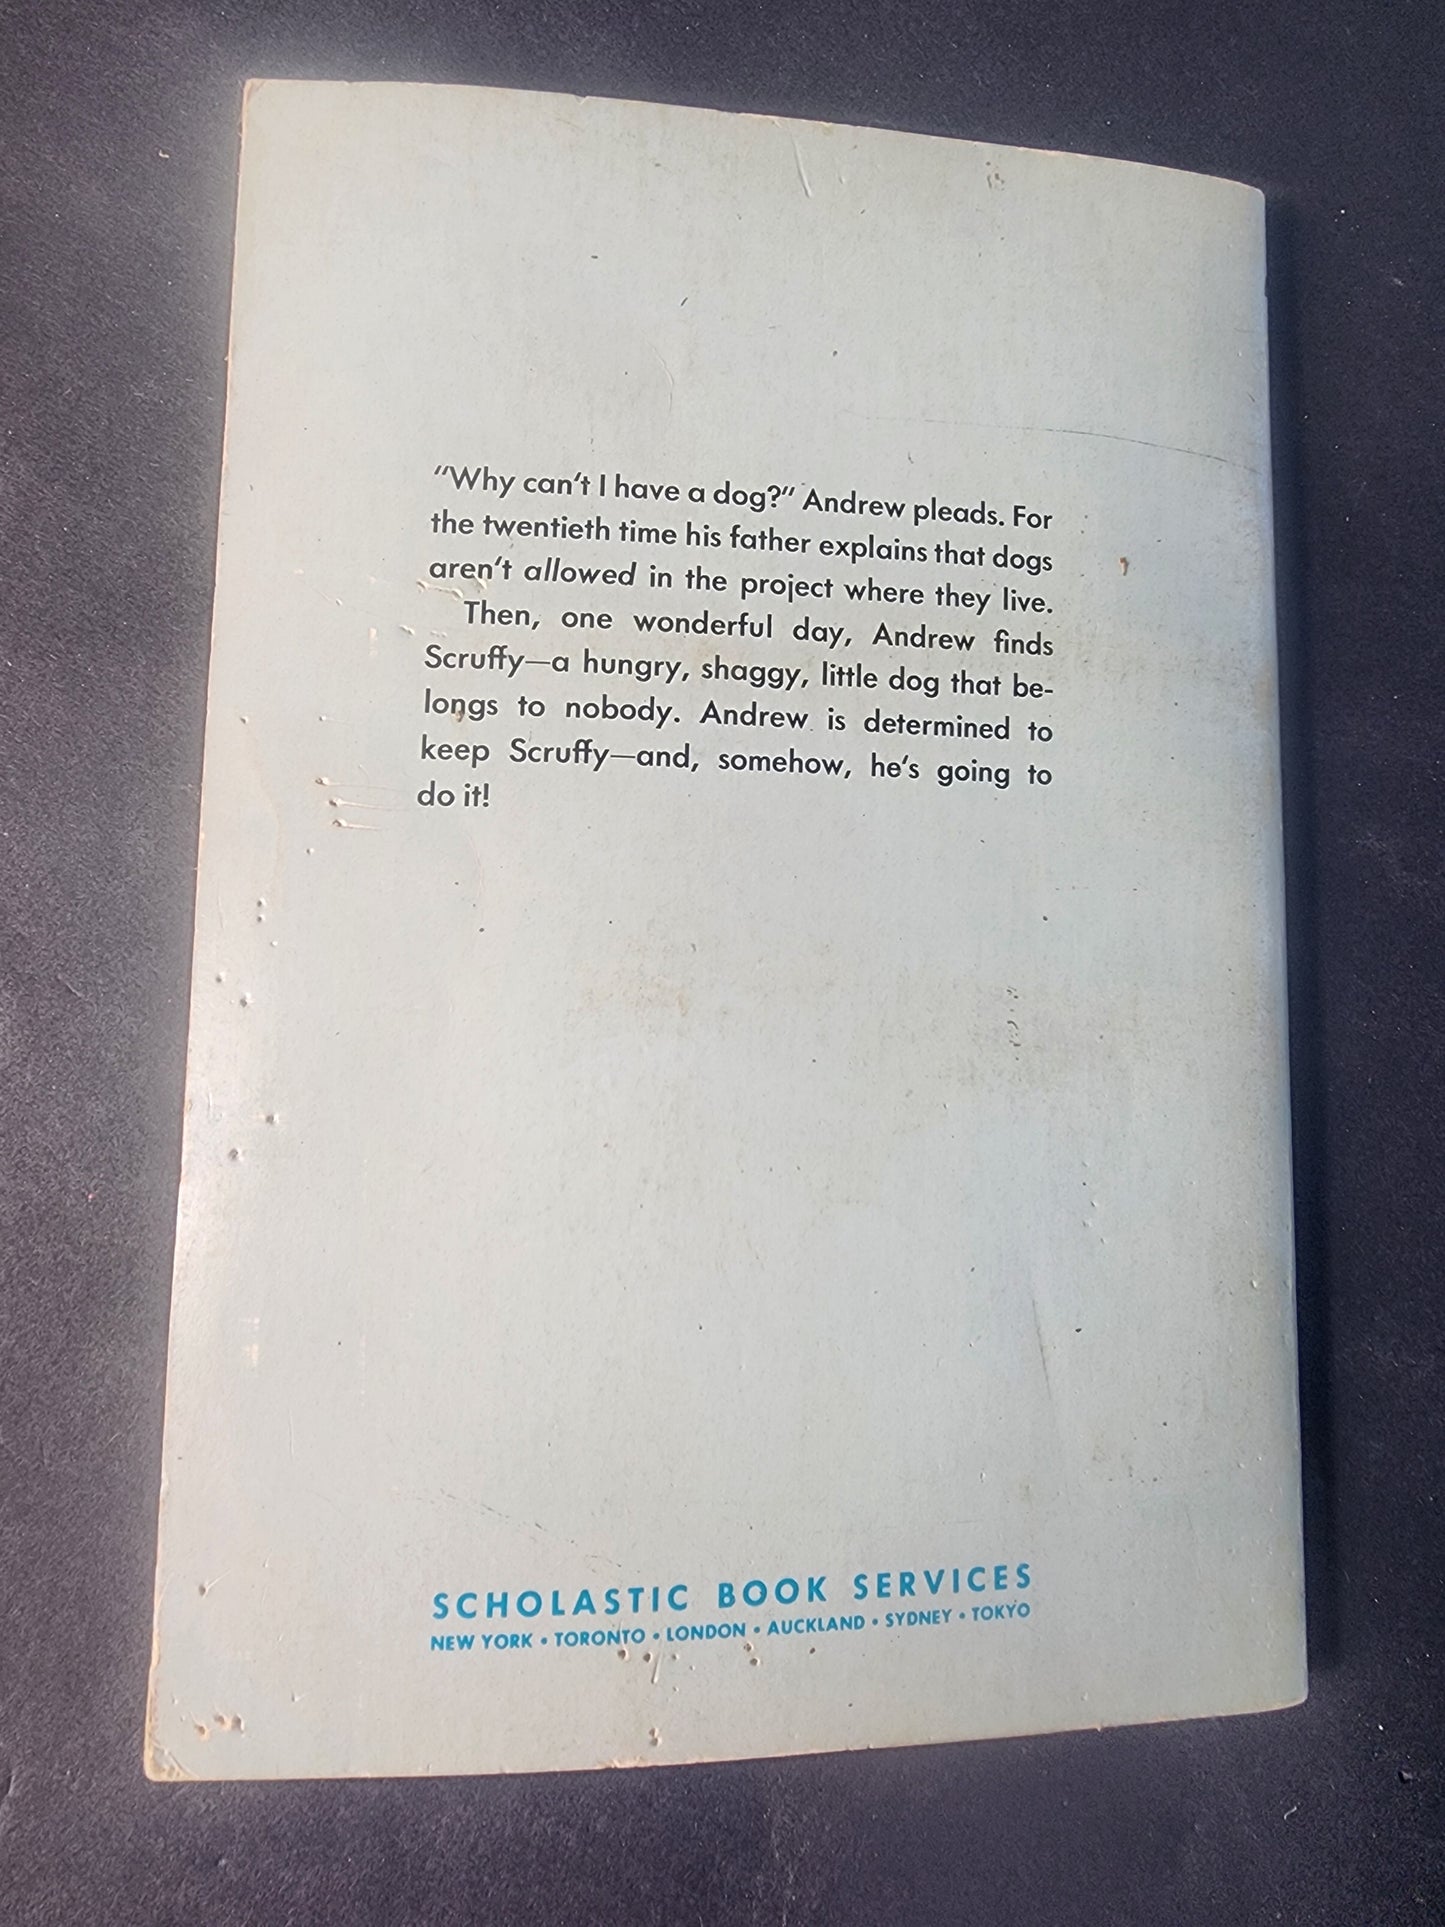 "Why can't I have a dog?" Andrew pleads. For
the twentieth time his father explains that dogs
aren't allowed in the project where they live.
Then, one wonderful day, Andrew finds
Scruffy—a hungry, shaggy, little dog that be-
longs to nobody. Andrew is determined to
keep Scruffy—and, somehow, he's going to
do it!
SCHOLASTIC BOOK SERVICES
NEW YORK • TORONTO • LONDON • AUCKLAND • SYDNEY • TOKYO